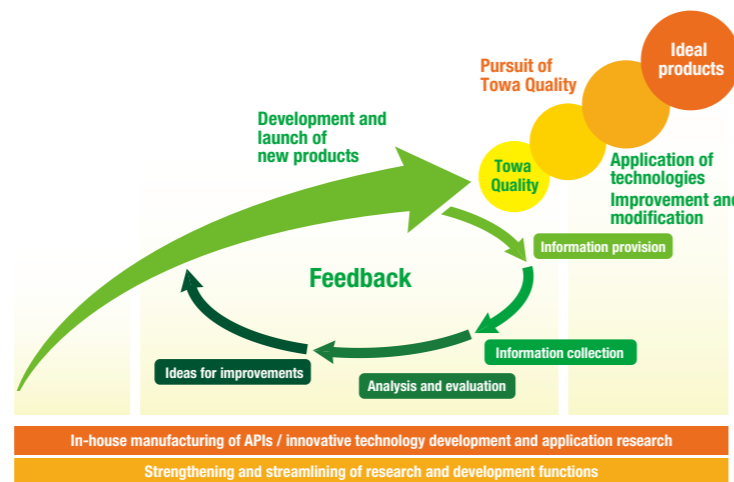 Ideal
products
Pursuit of
Towa Quality
Development and
launch of
new products
Towa
Quality
Application of
technologies
Improvement and
modification
Information provision
Feedback
Information collection
Ideas for improvements
Analysis and evaluation
In-house manufacturing of APIs / innovative technology development and application research
Strengthening and streamlining of research and development functions